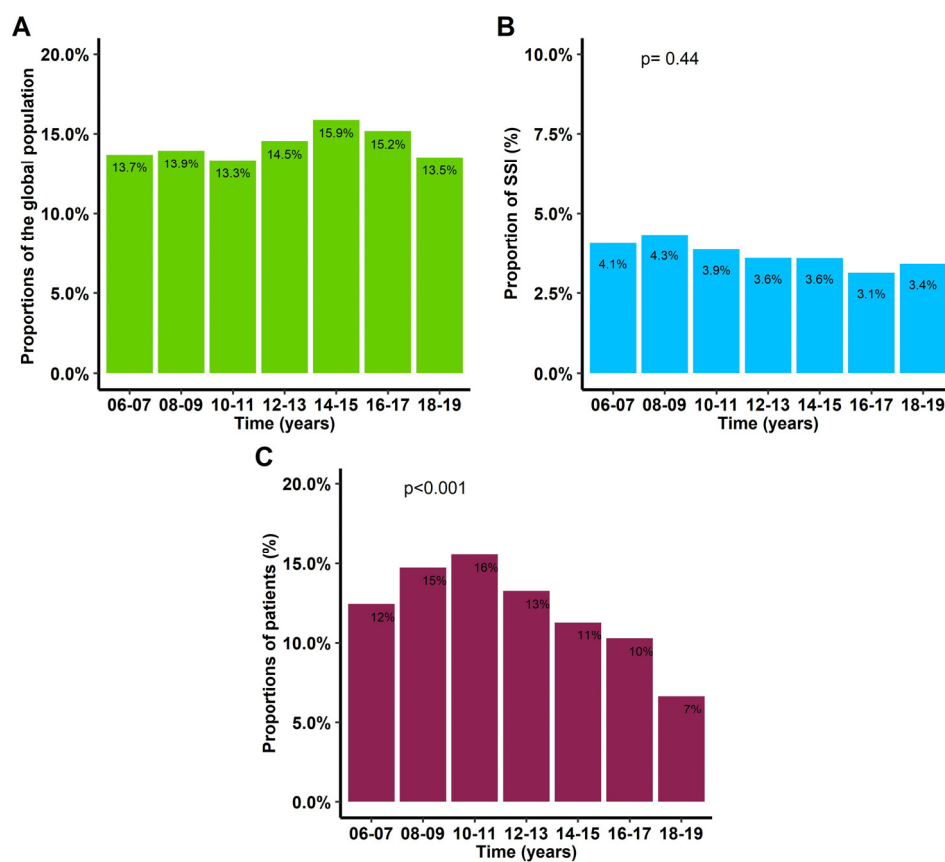 A
Proportions of the global population
20.0%
15.0%
10.0%
5.0%
0.0%
13.7%
13.9%
13.3%
14.5%
15.9%
15.2%
13.5%
06-07 08-09 10-11 12-13 14-15 16-17 18-19
Time (years)
B
Proportion of SSI (%)
10.0%
7.5%
5.0%
2.5%
0.0%
p= 0.44
4.1%
4.3%
3.9%
3.6%
3.6%
3.1%
3.4%
06-07 08-09 10-11 12-13 14-15 16-17 18-19
Time (years)
C
Proportions of patients (%)
20.0%
15.0%
10.0%
5.0%
0.0%
p<0.001
12%
15%
16%
13%
11%
10%
7%
06-07 08-09 10-11 12-13 14-15 16-17 18-19
Time (years)